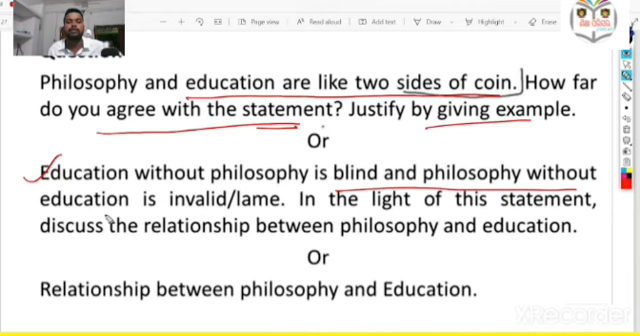 27
Page view
Read aloud
Add text
Draw
Highlight
Erase
Philosophy and education are like two sides of coin. How far
do you agree with the statement? Justify by giving example.
Or
Education without philosophy is blind and philosophy without
education is invalid/lame. In the light of this statement,
discuss the relationship between philosophy and education.
Or
Relationship between philosophy and Education.
XRecorder